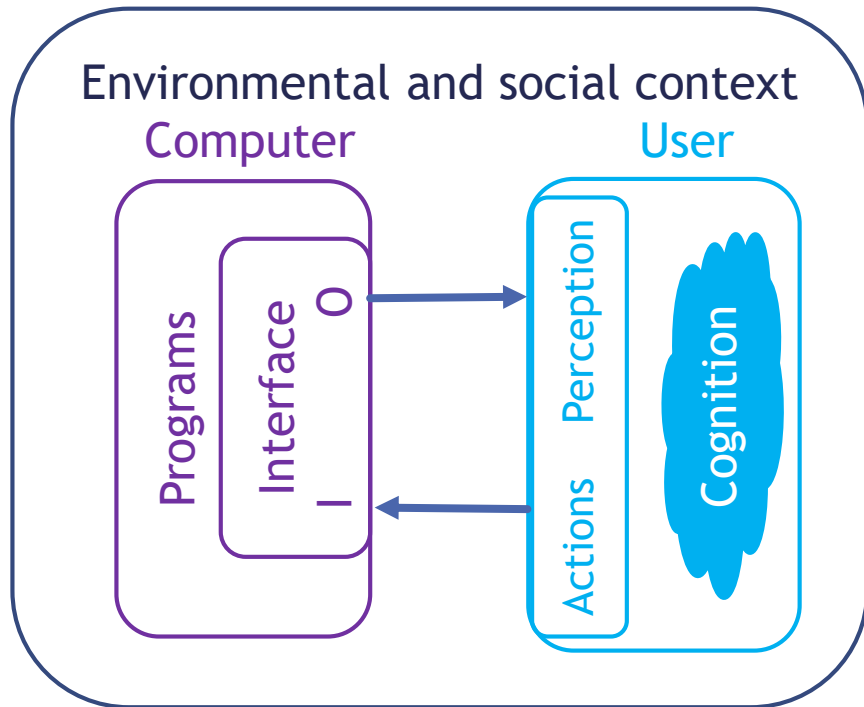 Environmental and social context
Computer
User
Programs
Interface
I O
Actions Perception
Cognition